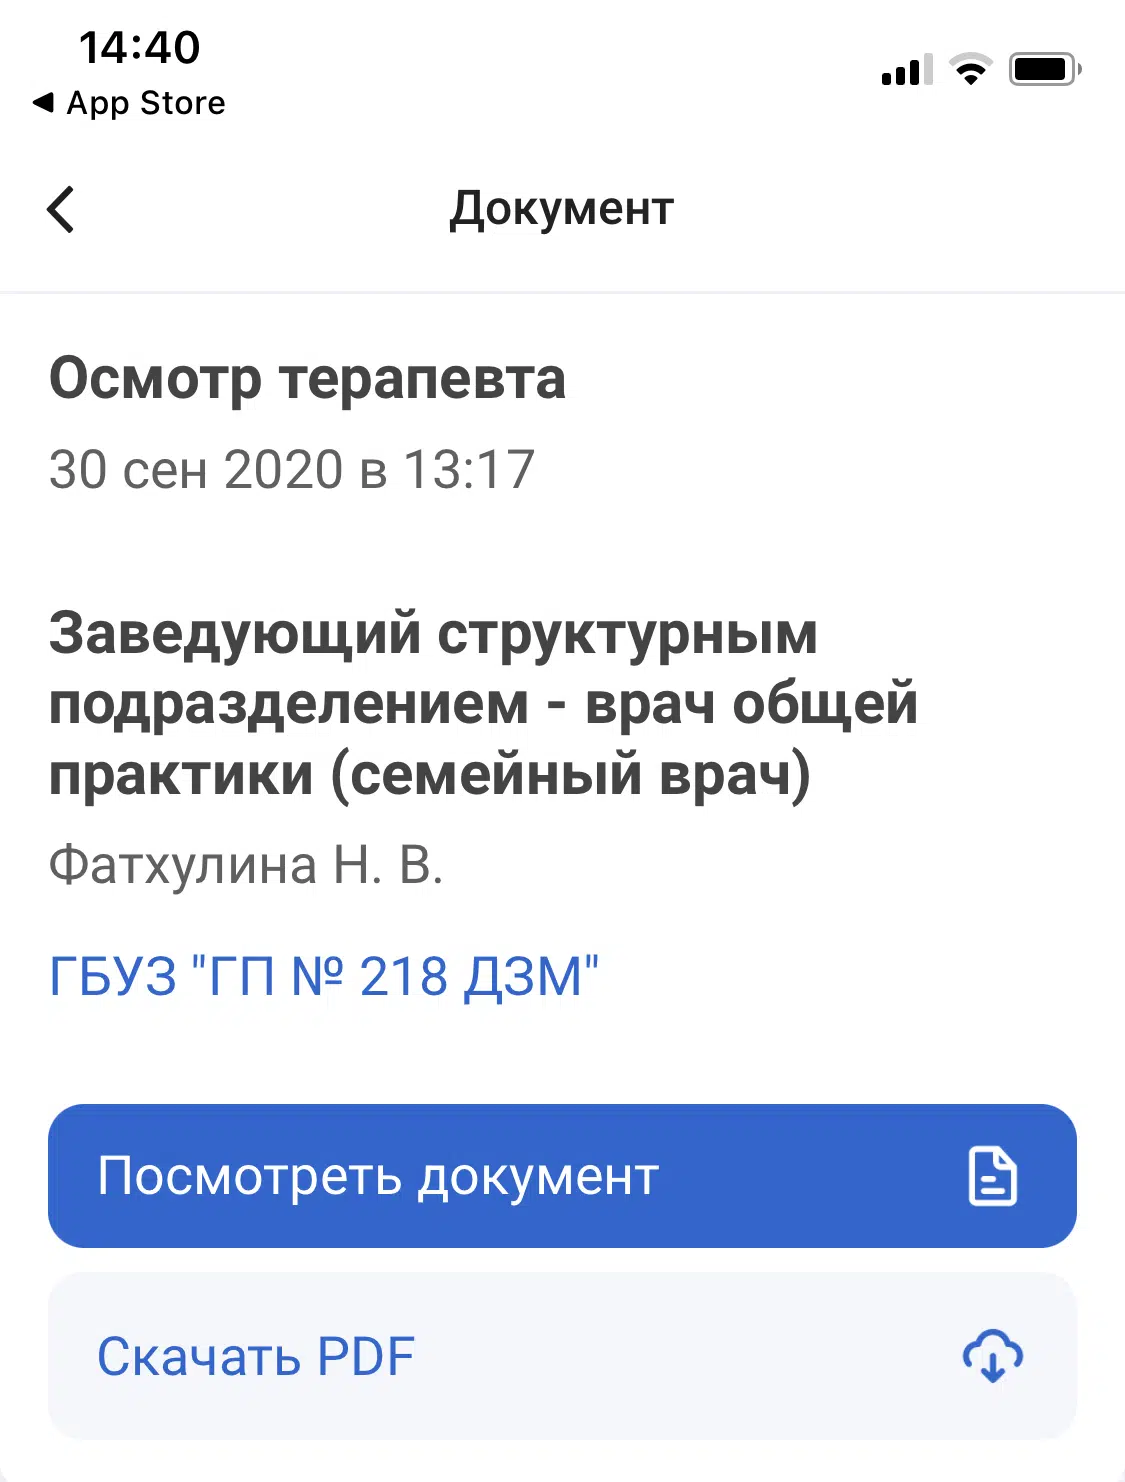 14:40
◀ App Store
Документ
Осмотр терапевта
30 сен 2020 в 13:17
Заведующий структурным
подразделением - врач общей
практики (семейный врач)
Фатхулина Н. В.
ГБУЗ "ГП № 218 ДЗМ"
Посмотреть документ
Скачать PDF